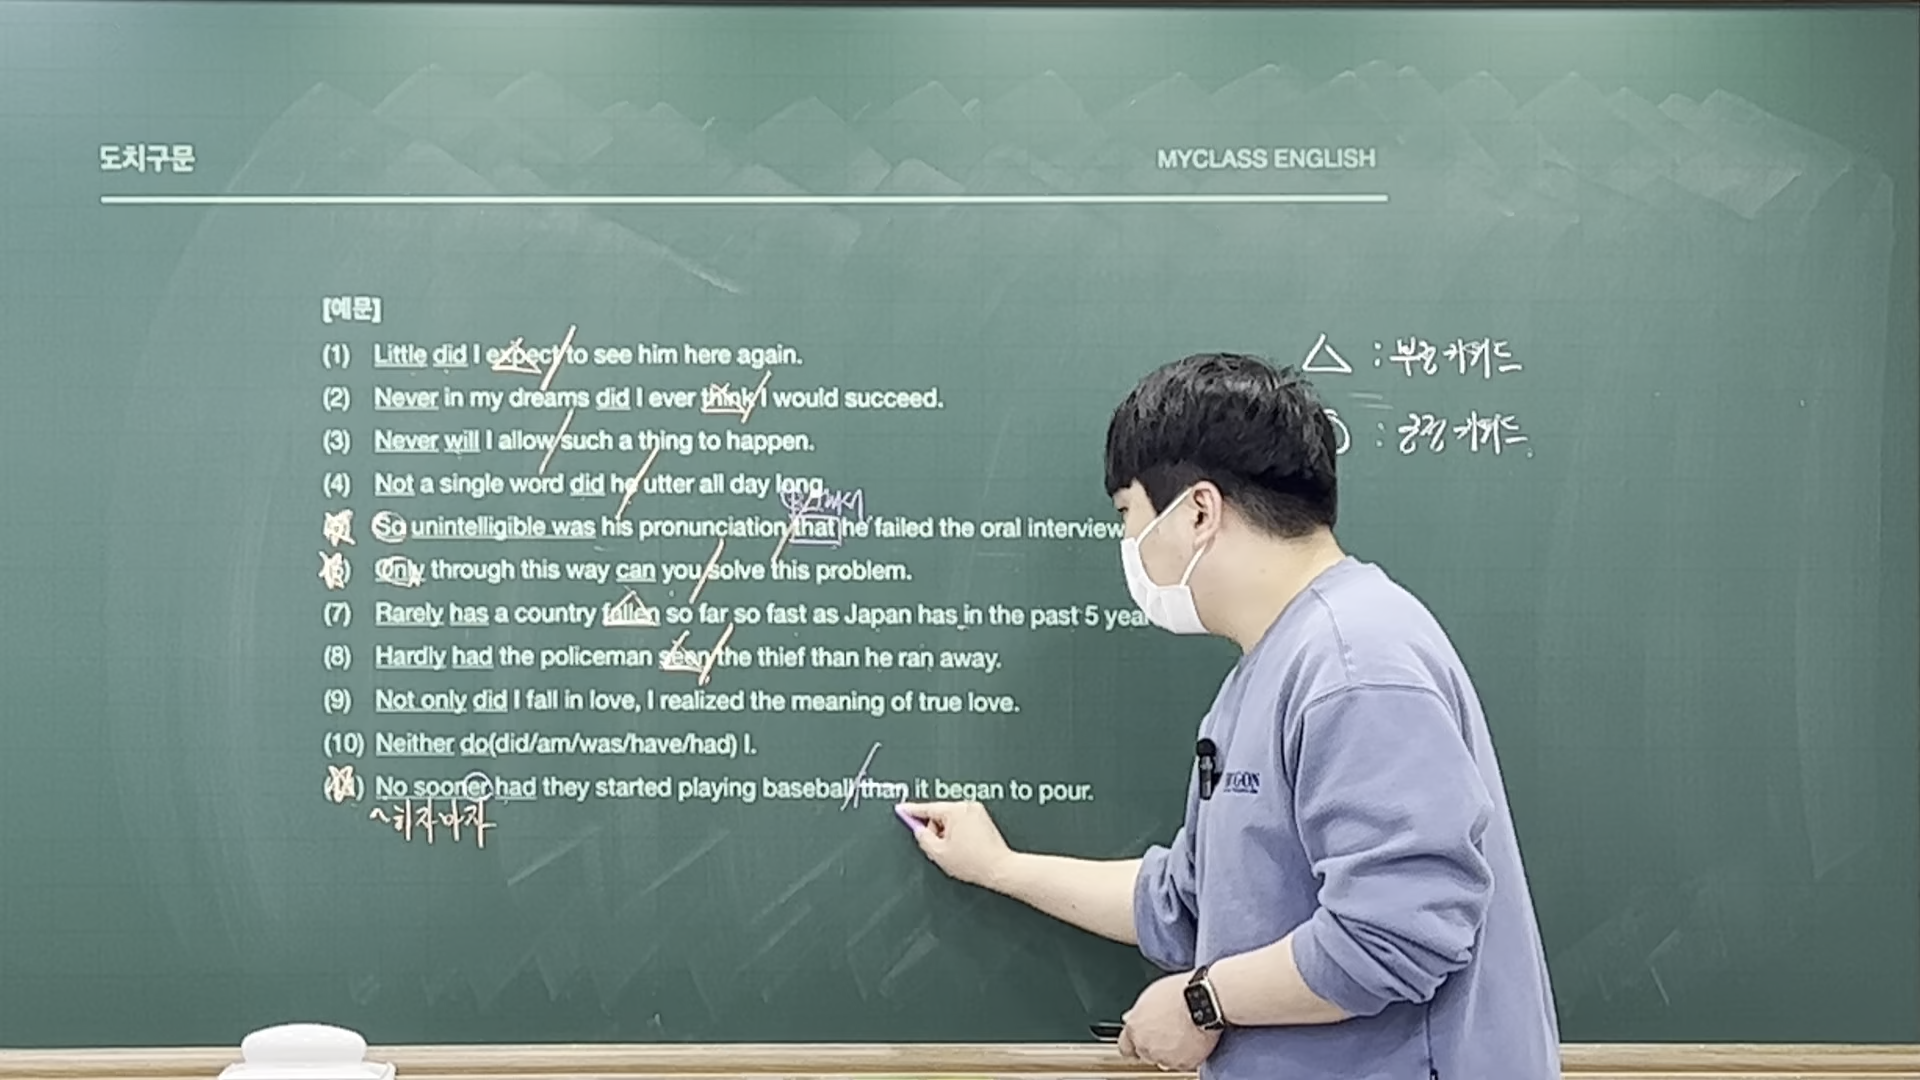 도치구문
MYCLASS ENGLISH
[예문]
(1) Little did I expect to see him here again.
(2) Never in my dreams did I ever think I would succeed.
(3) Never will I allow such a thing to happen.
(4) Not a single word did he utter all day long.
So unintelligible was his pronunciation that he failed the oral interview
Only through this way can you solve this problem.
(7) Rarely has a country fallen so far so fast as Japan has in the past 5
(8) Hardly had the policeman seen the thief than he ran away.
(9) Not only did I fall in love, I realized the meaning of true love.
(10) Neither do(did/am/was/have/had) I.
No sooner had they started playing baseball than it began to pour.
~하자마자
: 부정 키워드
: 긍정 키워드